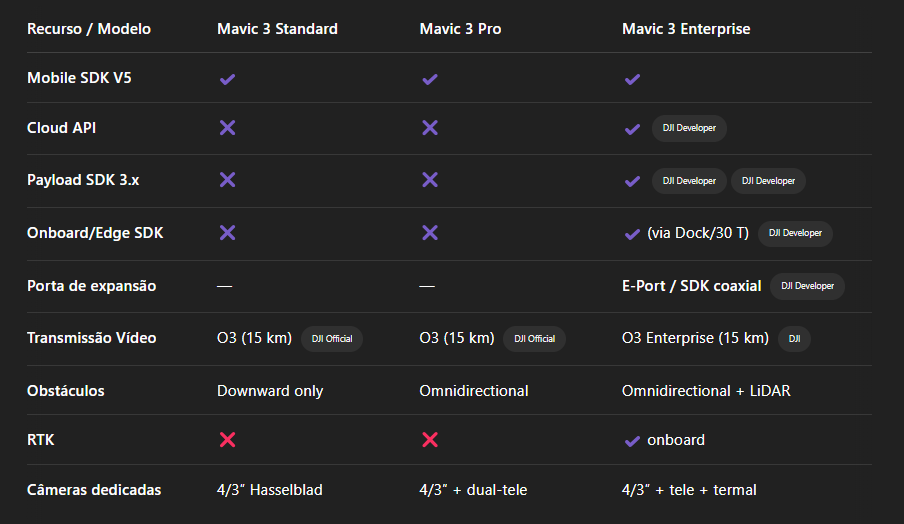 Recurso / Modelo Mavic 3 Standard Mavic 3 Pro Mavic 3 Enterprise
Mobile SDK V5
Cloud API DJI Developer
Payload SDK 3.x DJI Developer DJI Developer
Onboard/Edge SDK (via Dock/30 T) DJI Developer
Porta de expansão — — E-Port / SDK coaxial DJI Developer
Transmissão Vídeo O3 (15 km) DJI Official O3 (15 km) DJI Official O3 Enterprise (15 km) DJI
Obstáculos Downward only Omnidirectional Omnidirectional + LiDAR
RTK onboard
Câmeras dedicadas 4/3″ Hasselblad 4/3″ + dual-tele 4/3″ + tele + termal